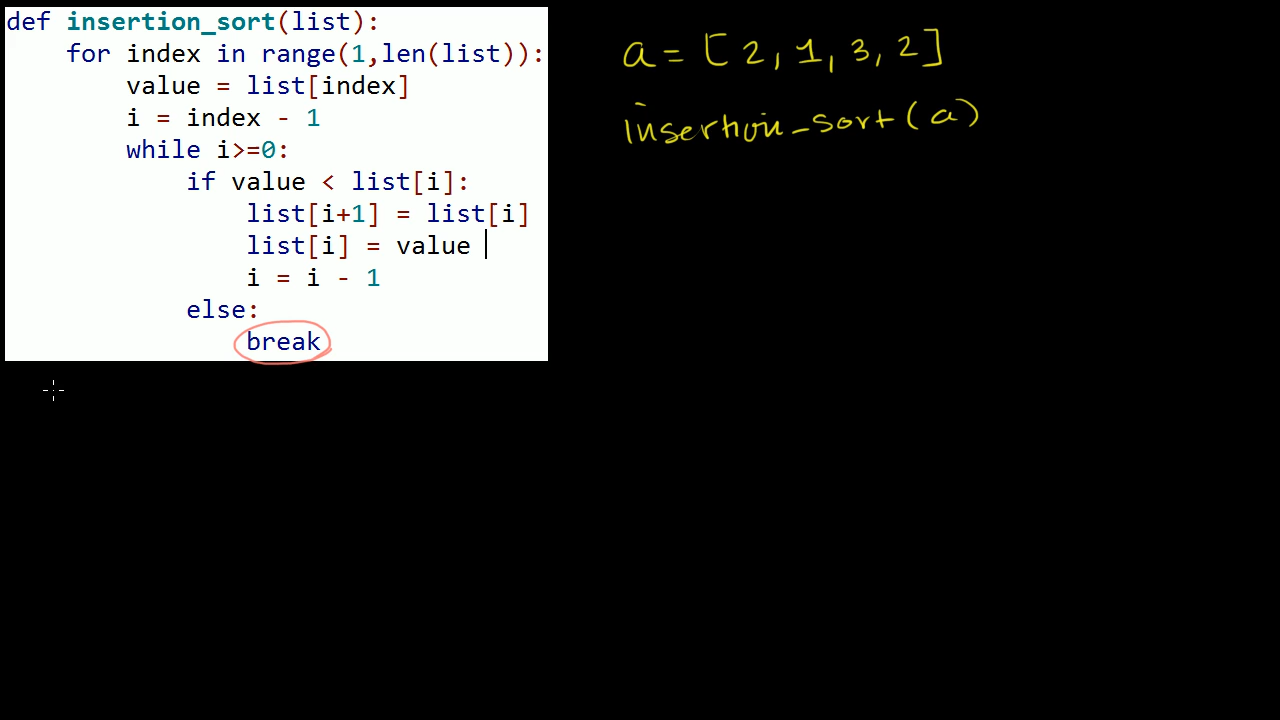 def insertion_sort(list):
    for index in range(1,len(list)):
        value = list[index]
        i = index - 1
        while i>=0:
            if value < list[i]:
                list[i+1] = list[i]
                list[i] = value
                i = i - 1
            else:
                break
a = [ 2, 1, 3, 2 ]
insertion_sort(a)